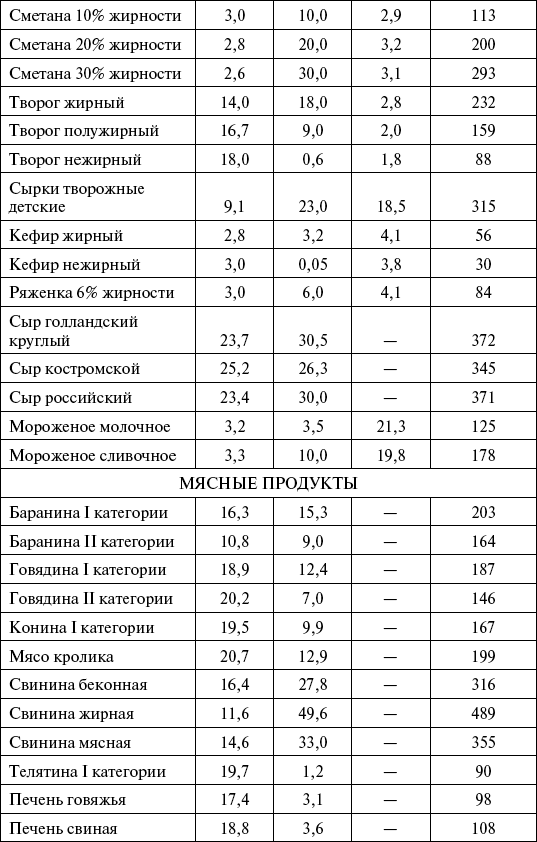 Сметана 10% жирности 3,0 10,0 2,9 113
Сметана 20% жирности 2,8 20,0 3,2 200
Сметана 30% жирности 2,6 30,0 3,1 293
Творог жирный 14,0 18,0 2,8 232
Творог полужирный 16,7 9,0 2,0 159
Творог нежирный 18,0 0,6 1,8 88
Сырки творожные
детские 9,1 23,0 18,5 315
Кефир жирный 2,8 3,2 4,1 56
Кефир нежирный 3,0 0,05 3,8 30
Ряженка 6% жирности 3,0 6,0 4,1 84
Сыр голландский
круглый 23,7 30,5 — 372
Сыр костромской 25,2 26,3 — 345
Сыр российский 23,4 30,0 — 371
Мороженое молочное 3,2 3,5 21,3 125
Мороженое сливочное 3,3 10,0 19,8 178
МЯСНЫЕ ПРОДУКТЫ
Баранина I категории 16,3 15,3 — 203
Баранина II категории 10,8 9,0 — 164
Говядина I категории 18,9 12,4 — 187
Говядина II категории 20,2 7,0 — 146
Конина I категории 19,5 9,9 — 167
Мясо кролика 20,7 12,9 — 199
Свинина беконная 16,4 27,8 — 316
Свинина жирная 11,6 49,6 — 489
Свинина мясная 14,6 33,0 — 355
Телятина I категории 19,7 1,2 — 90
Печень говяжья 17,4 3,1 — 98
Печень свиная 18,8 3,6 — 108